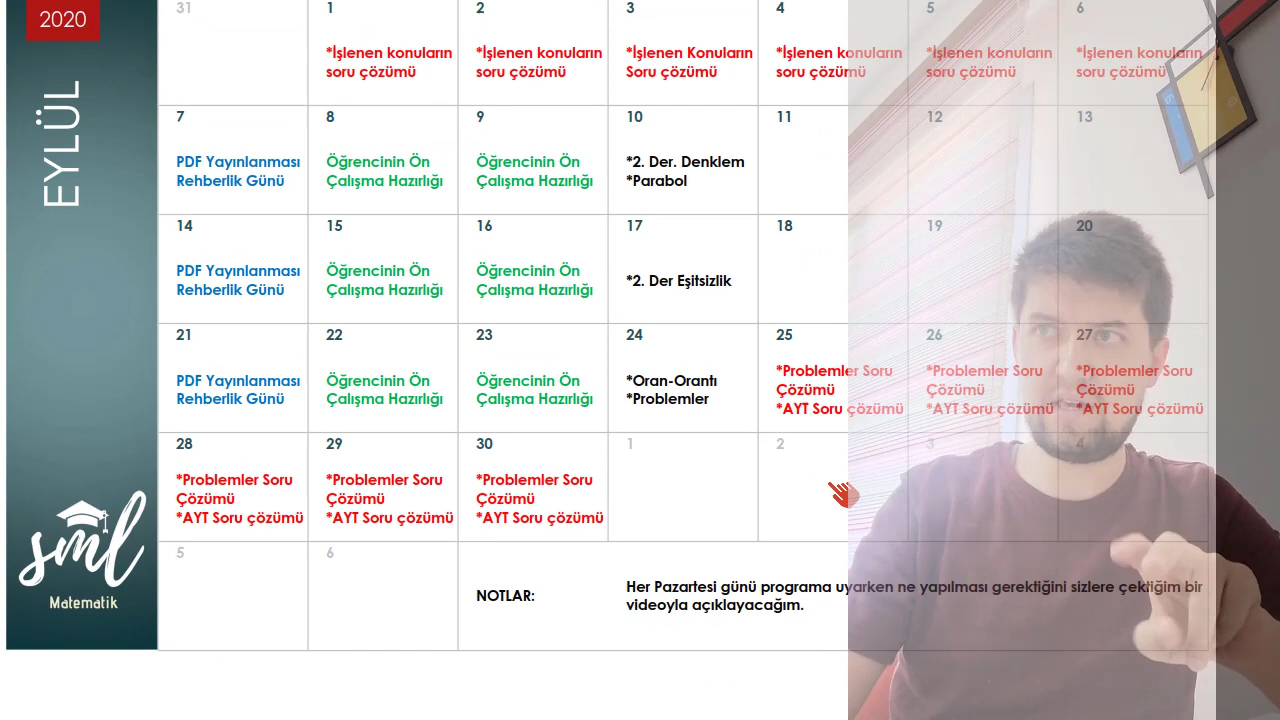 2020
EYLÜL
31
1
2
3
4
5
6
*İşlenen konuların
soru çözümü
*İşlenen konuların
soru çözümü
*İşlenen Konuların
Soru Çözümü
*İşlenen konuların
soru çözümü
*İşlenen konuların
soru çözümü
*İşlenen konuların
soru çözümü
7
8
9
10
11
12
13
PDF Yayınlanması
Rehberlik Günü
Öğrencinin Ön
Çalışma Hazırlığı
Öğrencinin Ön
Çalışma Hazırlığı
*2. Der. Denklem
*Parabol
14
15
16
17
18
19
20
PDF Yayınlanması
Rehberlik Günü
Öğrencinin Ön
Çalışma Hazırlığı
Öğrencinin Ön
Çalışma Hazırlığı
*2. Der Eşitsizlik
21
22
23
24
25
26
27
PDF Yayınlanması
Rehberlik Günü
Öğrencinin Ön
Çalışma Hazırlığı
Öğrencinin Ön
Çalışma Hazırlığı
*Oran-Orantı
*Problemler
*Problemler Soru
Çözümü
*AYT Soru çözümü
*Problemler Soru
Çözümü
*AYT Soru çözümü
*Problemler Soru
Çözümü
*AYT Soru çözümü
28
29
30
1
2
3
4
*Problemler Soru
Çözümü
*AYT Soru çözümü
*Problemler Soru
Çözümü
*AYT Soru çözümü
*Problemler Soru
Çözümü
*AYT Soru çözümü
5
6
NOTLAR:
Her Pazartesi günü programa uyarken ne yapılması gerektiğini sizlere çektiğim bir
videoyla açıklayacağım.
sml
Matematik